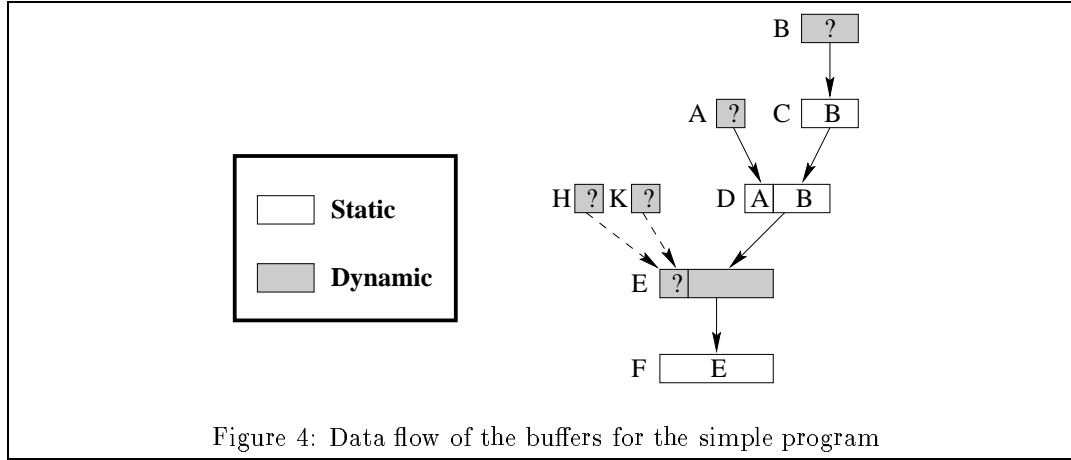 B ?
A ? C B
H ? K ? D A B
Static
Dynamic
E ?
F E
Figure 4: Data flow of the buffers for the simple program